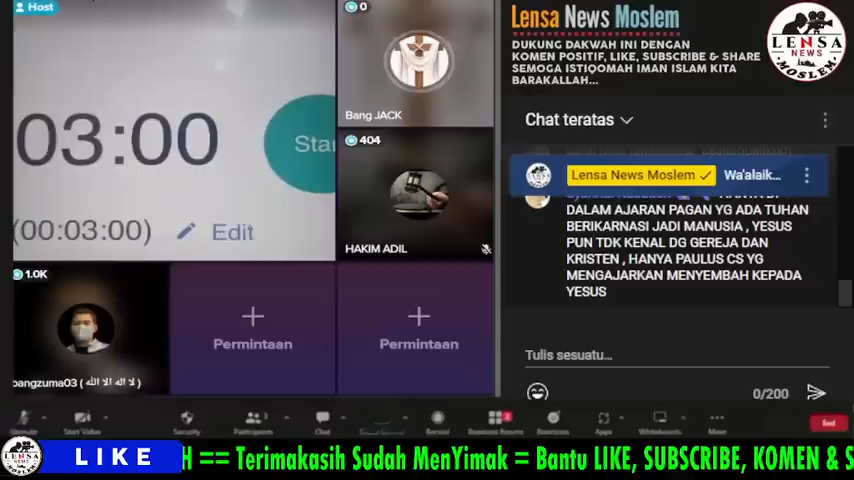 Host
03:00
Star
(00:03:00)
Edit
0
Bang JACK
404
HAKIM ADIL
1.0K
bangzuma03 ( لا اله الا الله )
Permintaan
Permintaan
Lensa News Moslem
DUKUNG DAKWAH INI DENGAN
KOMEN POSITIF, LIKE, SUBSCRIBE & SHARE
SEMOGA ISTIQOMAH IMAN ISLAM KITA
BARAKALLAH...
LENSA
NEWS
MOSLEM
Chat teratas
Lensa News Moslem Wa'alaik...
DALAM AJARAN PAGAN YG ADA TUHAN
BERIKARNASI JADI MANUSIA , YESUS
PUN TDK KENAL DG GEREJA DAN
KRISTEN , HANYA PAULUS CS YG
MENGAJARKAN MENYEMBAH KEPADA
YESUS
Tulis sesuatu...
0/200
Start Video
Security
Participants
Chat
Record
Breakout Rooms
Reactions
Apps
Whiteboards
More
End
LIKE
H == Terimakasih Sudah MenYimak = Bantu LIKE, SUBSCRIBE, KOMEN & S